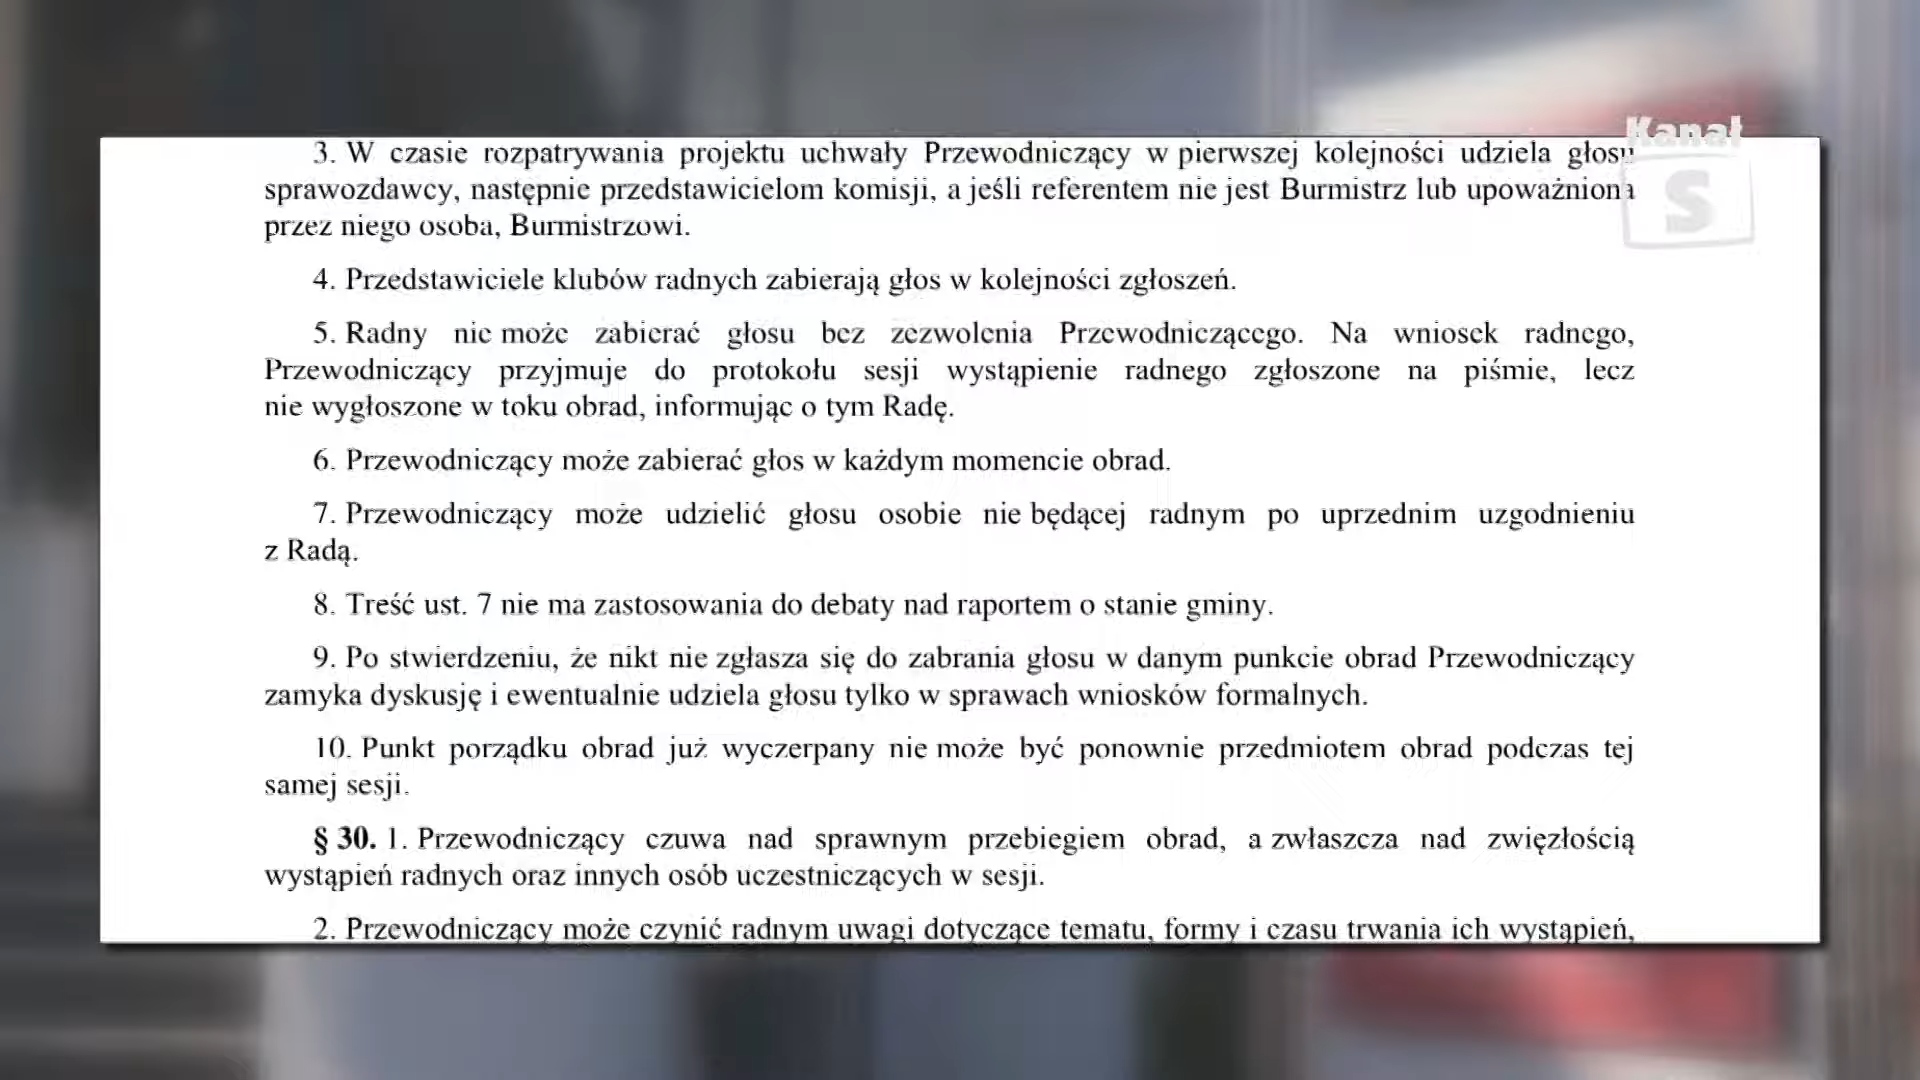 Kanał
S
3. W czasie rozpatrywania projektu uchwały Przewodniczący w pierwszej kolejności udziela głosu
sprawozdawcy, następnie przedstawicielom komisji, a jeśli referentem nie jest Burmistrz lub upoważniona
przez niego osoba, Burmistrzowi.
4. Przedstawiciele klubów radnych zabierają głos w kolejności zgłoszeń.
5. Radny nie może zabierać głosu bez zezwolenia Przewodniczącego. Na wniosek radnego,
Przewodniczący przyjmuje do protokołu sesji wystąpienie radnego zgłoszone na piśmie, lecz
nie wygłoszone w toku obrad, informując o tym Radę.
6. Przewodniczący może zabierać głos w każdym momencie obrad.
7. Przewodniczący może udzielić głosu osobie nie będącej radnym po uprzednim uzgodnieniu
z Radą.
8. Treść ust. 7 nie ma zastosowania do debaty nad raportem o stanie gminy.
9. Po stwierdzeniu, że nikt nie zgłasza się do zabrania głosu w danym punkcie obrad Przewodniczący
zamyka dyskusję i ewentualnie udziela głosu tylko w sprawach wniosków formalnych.
10. Punkt porządku obrad już wyczerpany nie może być ponownie przedmiotem obrad podczas tej
samej sesji.
§ 30. 1. Przewodniczący czuwa nad sprawnym przebiegiem obrad, a zwłaszcza nad zwięzłością
wystąpień radnych oraz innych osób uczestniczących w sesji.
2. Przewodniczący może czynić radnym uwagi dotyczące tematu, formy i czasu trwania ich wystąpień,